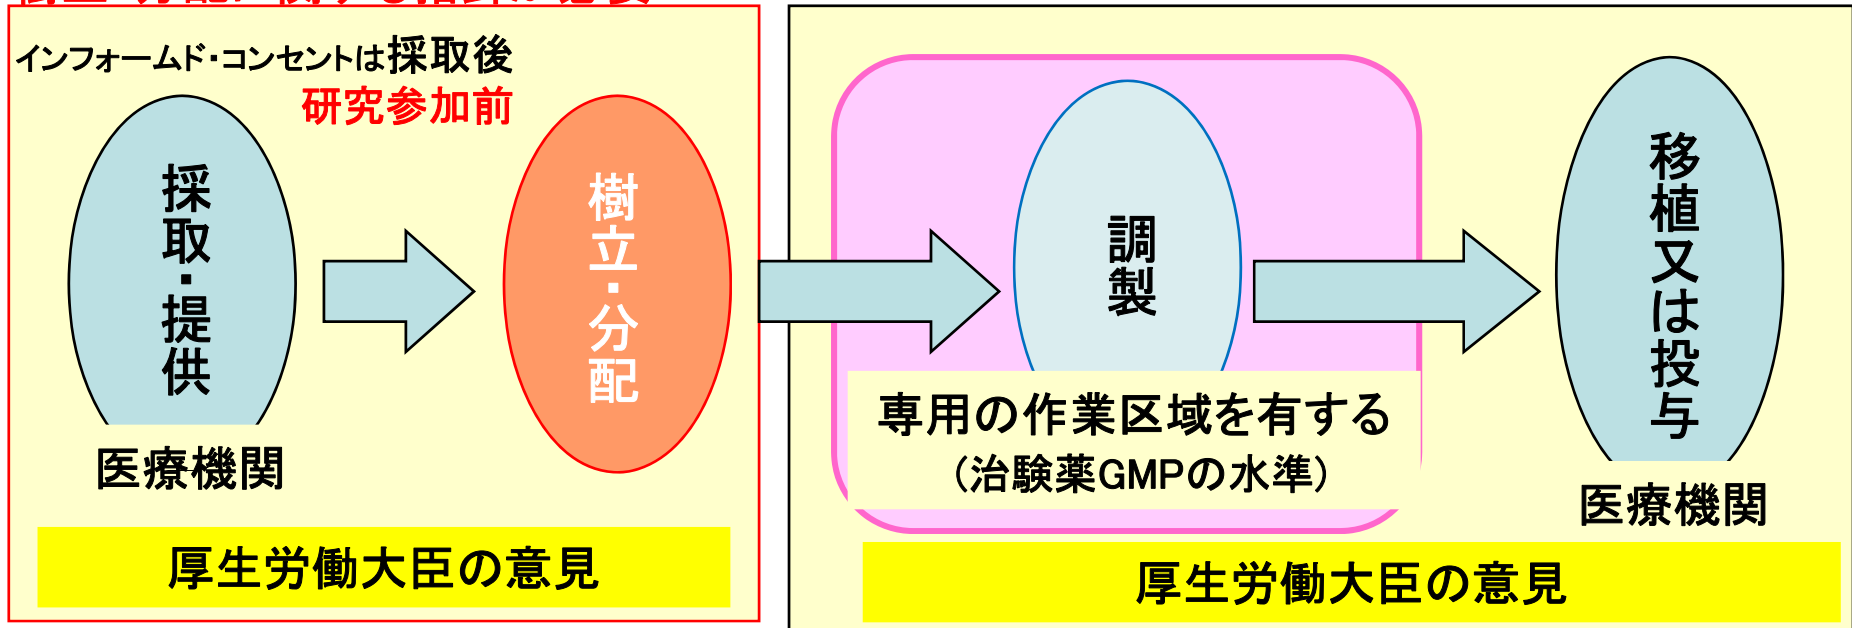 インフォームド・コンセントは採取後
研究参加前
採取・提供
医療機関
厚生労働大臣の意見
樹立・分配
調製
専用の作業区域を有する
(治験薬GMPの水準)
移植又は投与
医療機関
厚生労働大臣の意見